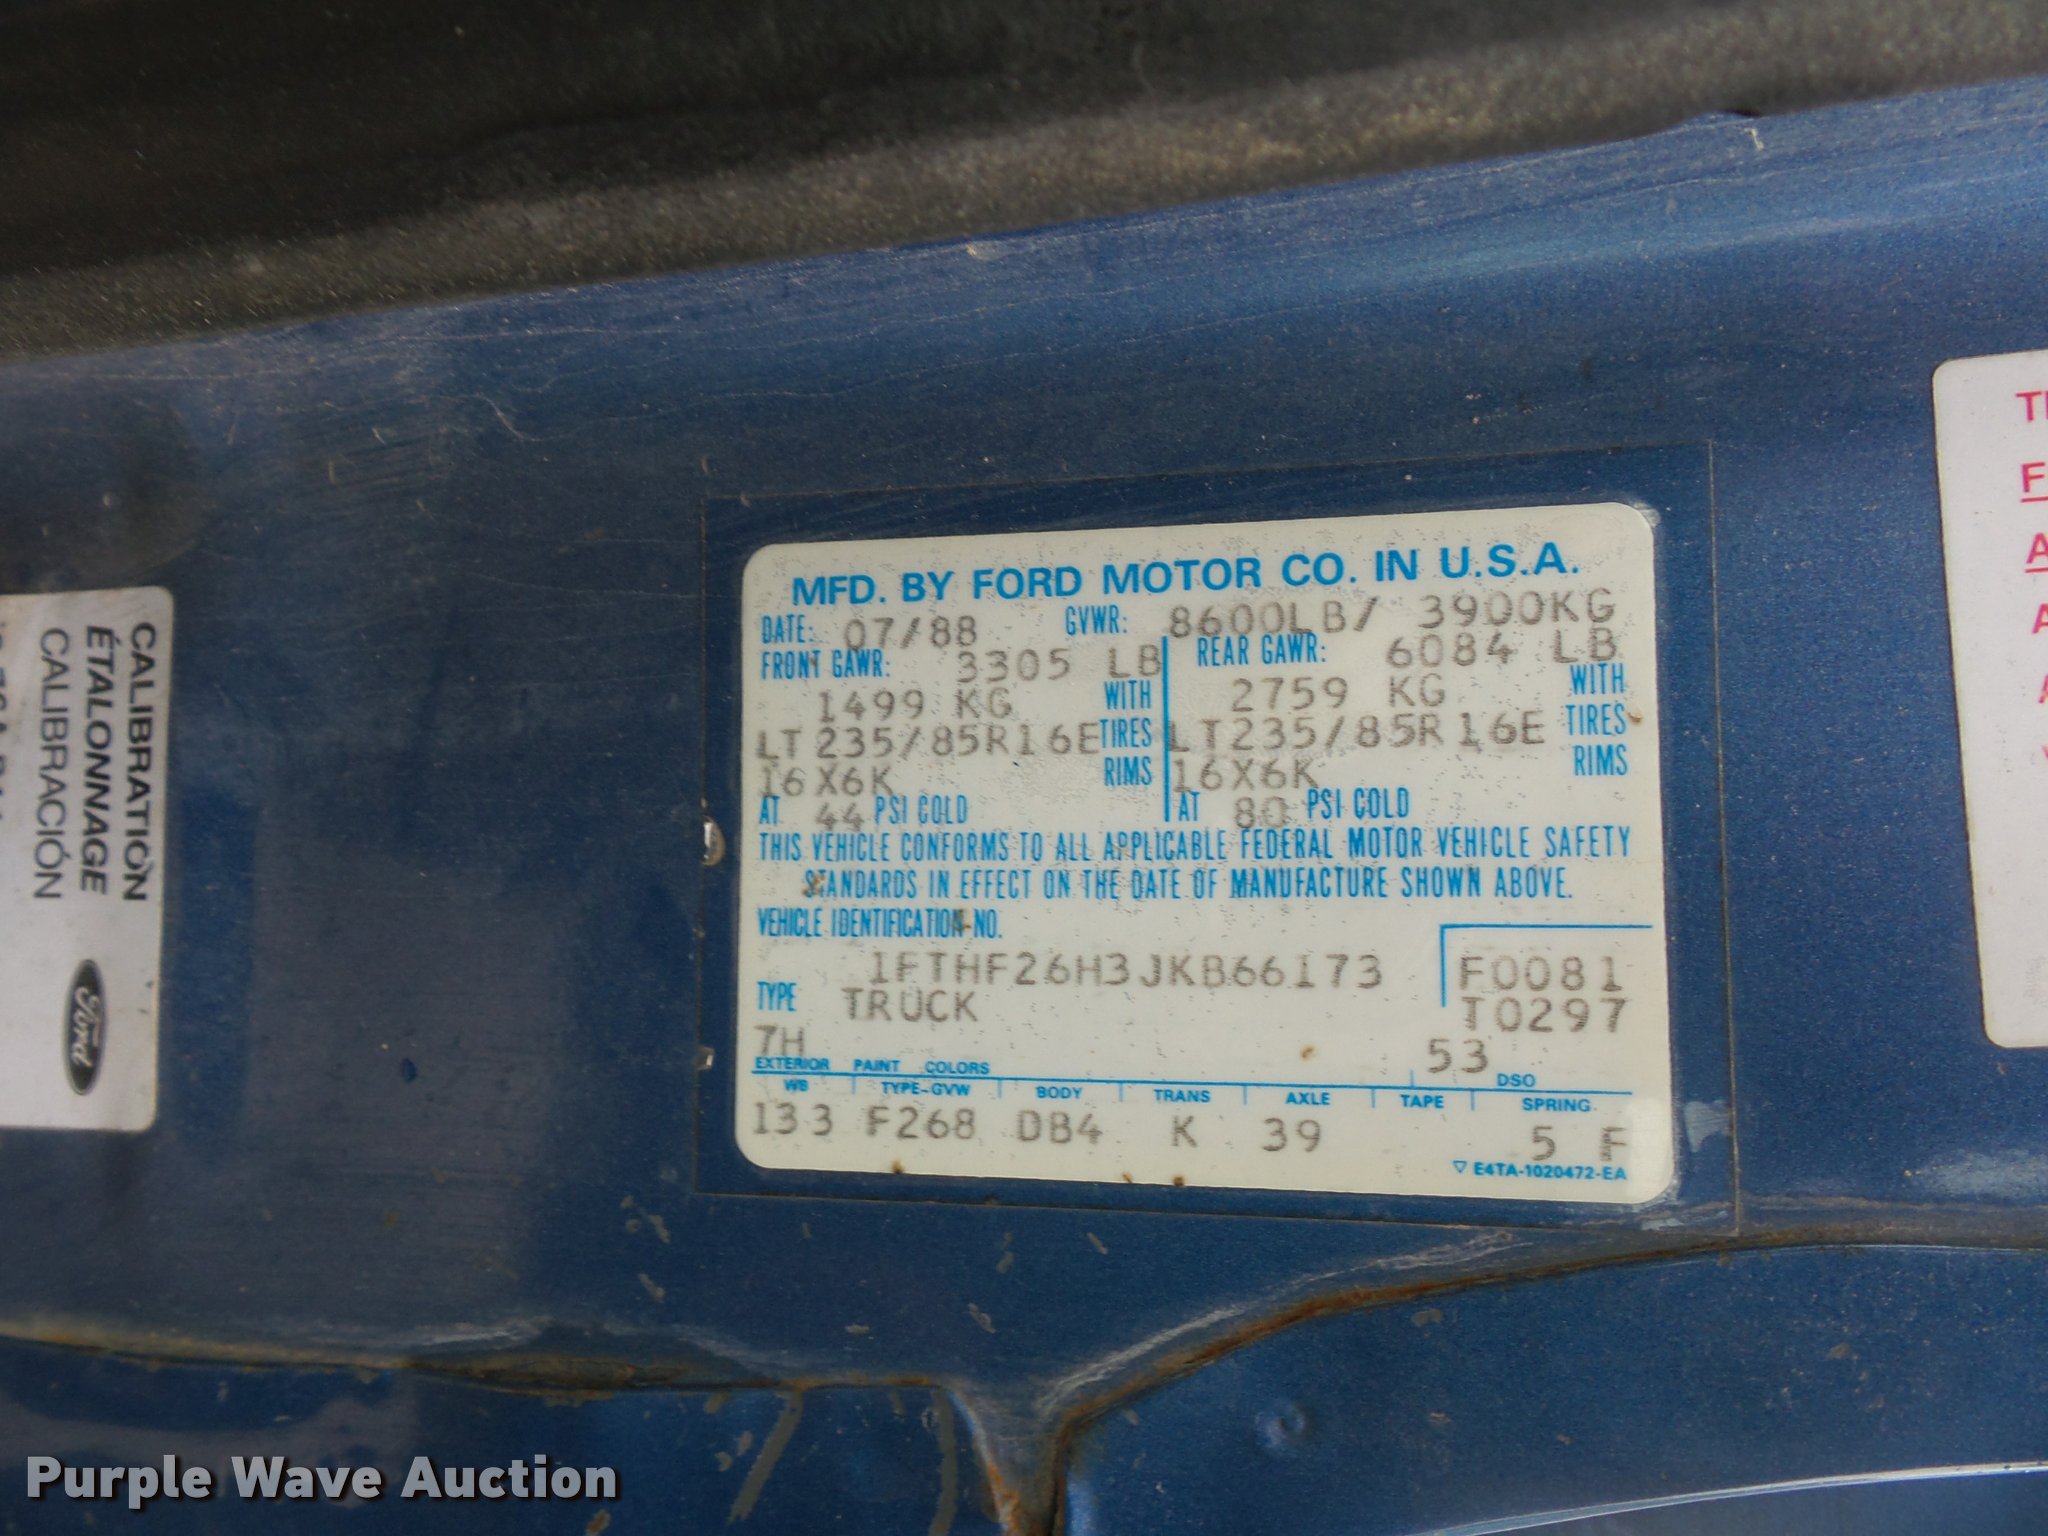 MFD. BY FORD MOTOR CO. IN U.S.A.
DATE: 07/88 GVWR: 8600LB/ 3900KG
FRONT GAWR: 3305 LB REAR GAWR: 6084 LB
1499 KG WITH 2759 KG WITH
LT235/85R16E TIRES LT235/85R16E TIRES
16X6K RIMS 16X6K RIMS
AT 44 PSI COLD AT 80 PSI COLD
THIS VEHICLE CONFORMS TO ALL APPLICABLE FEDERAL MOTOR VEHICLE SAFETY
STANDARDS IN EFFECT ON THE DATE OF MANUFACTURE SHOWN ABOVE.
VEHICLE IDENTIFICATION NO.
1FTHF26H3JKB66173 F0081
TYPE TRUCK T0297
7H 53
EXTERIOR PAINT COLORS DSO
WB TYPE-GVW BODY TRANS AXLE TAPE SPRING
133 F268 DB4 K 39 5 F
▽ E4TA-1020472-EA
CALIBRATION
ÉTALONNAGE
CALIBRACIÓN
Ford
Purple Wave Auction